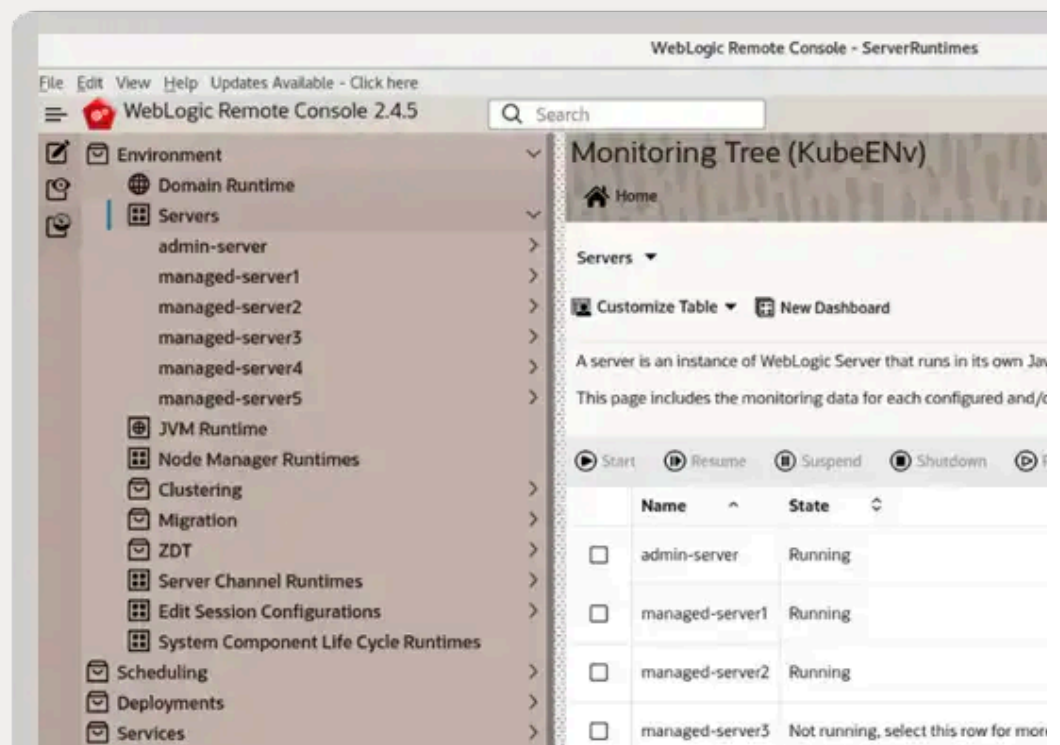 WebLogic Remote Console - ServerRuntimes
File Edit View Help Updates Available - Click here
WebLogic Remote Console 2.4.5
Search
Environment
Domain Runtime
Servers
admin-server
managed-server1
managed-server2
managed-server3
managed-server4
managed-server5
JVM Runtime
Node Manager Runtimes
Clustering
Migration
ZDT
Server Channel Runtimes
Edit Session Configurations
System Component Life Cycle Runtimes
Scheduling
Deployments
Services
Monitoring Tree (KubeENv)
Home
Servers
Customize Table New Dashboard
A server is an instance of WebLogic Server that runs in its own
This page includes the monitoring data for each configured
Start Resume Suspend Shutdown
Name State
admin-server Running
managed-server1 Running
managed-server2 Running
managed-server3 Not running, select this row for